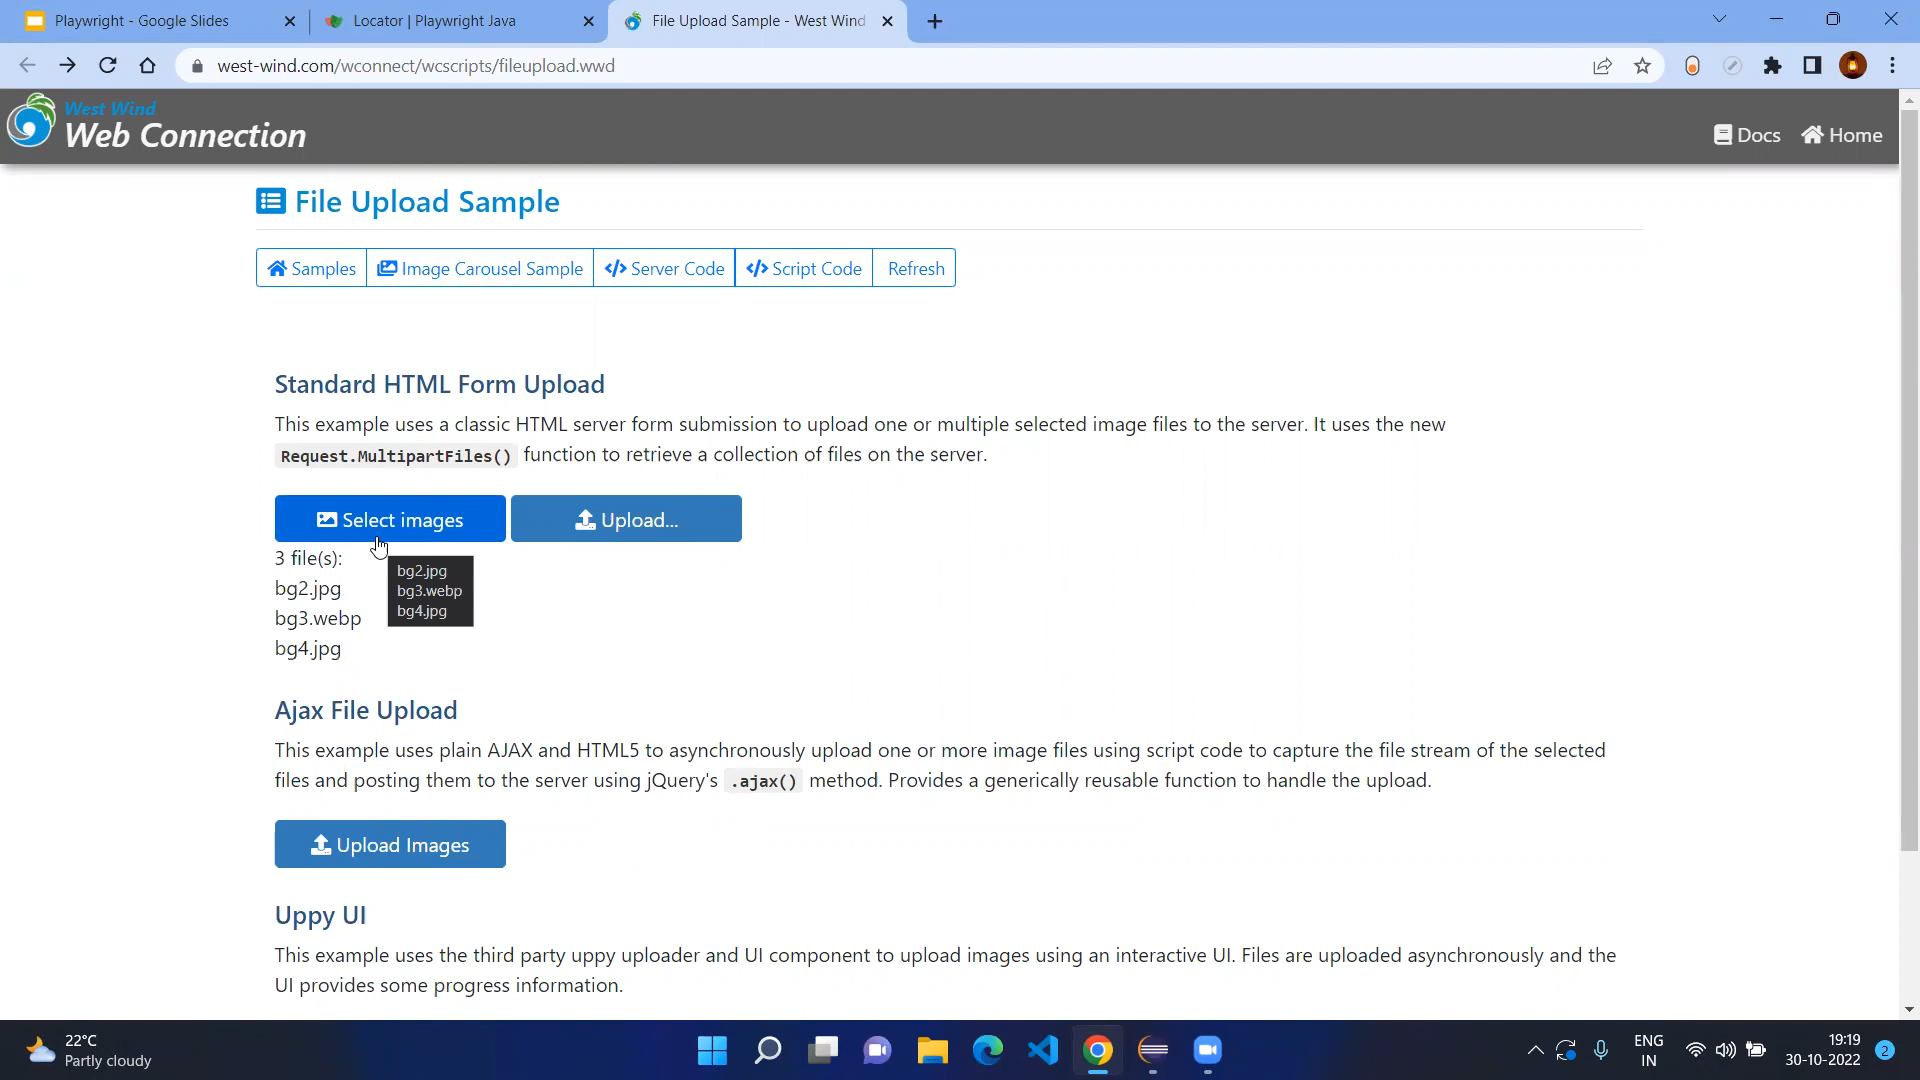 Playwright - Google Slides
Locator | Playwright Java
File Upload Sample - West Wind
west-wind.com/wconnect/wcscripts/fileupload.wwd
West Wind
Web Connection
Docs
Home
File Upload Sample
Samples
Image Carousel Sample
Server Code
Script Code
Refresh
Standard HTML Form Upload
This example uses a classic HTML server form submission to upload one or multiple selected image files to the server. It uses the new
Request.MultipartFiles() function to retrieve a collection of files on the server.
Select images
Upload...
3 file(s):
bg2.jpg
bg3.webp
bg4.jpg
bg2.jpg
bg3.webp
bg4.jpg
Ajax File Upload
This example uses plain AJAX and HTML5 to asynchronously upload one or more image files using script code to capture the file stream of the selected
files and posting them to the server using jQuery's .ajax() method. Provides a generically reusable function to handle the upload.
Upload Images
Uppy UI
This example uses the third party uppy uploader and UI component to upload images using an interactive UI. Files are uploaded asynchronously and the
UI provides some progress information.
22°C
Partly cloudy
ENG
IN
19:19
30-10-2022
2